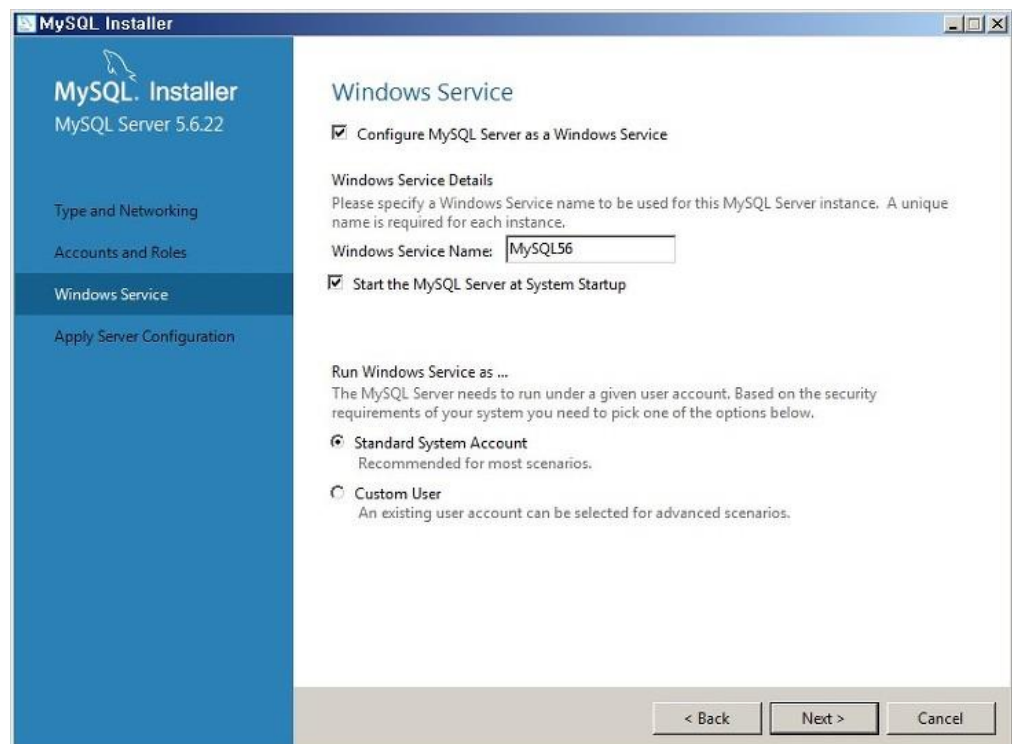 MySQL Installer
MySQL. Installer
MySQL Server 5.6.22
Type and Networking
Accounts and Roles
Windows Service
Apply Server Configuration
Windows Service
Configure MySQL Server as a Windows Service
Windows Service Details
Please specify a Windows Service name to be used for this MySQL Server instance. A unique
name is required for each instance.
Windows Service Name: MySQL56
Start the MySQL Server at System Startup
Run Windows Service as ...
The MySQL Server needs to run under a given user account. Based on the security
requirements of your system you need to pick one of the options below.
Standard System Account
Recommended for most scenarios.
Custom User
An existing user account can be selected for advanced scenarios.
< Back Next > Cancel